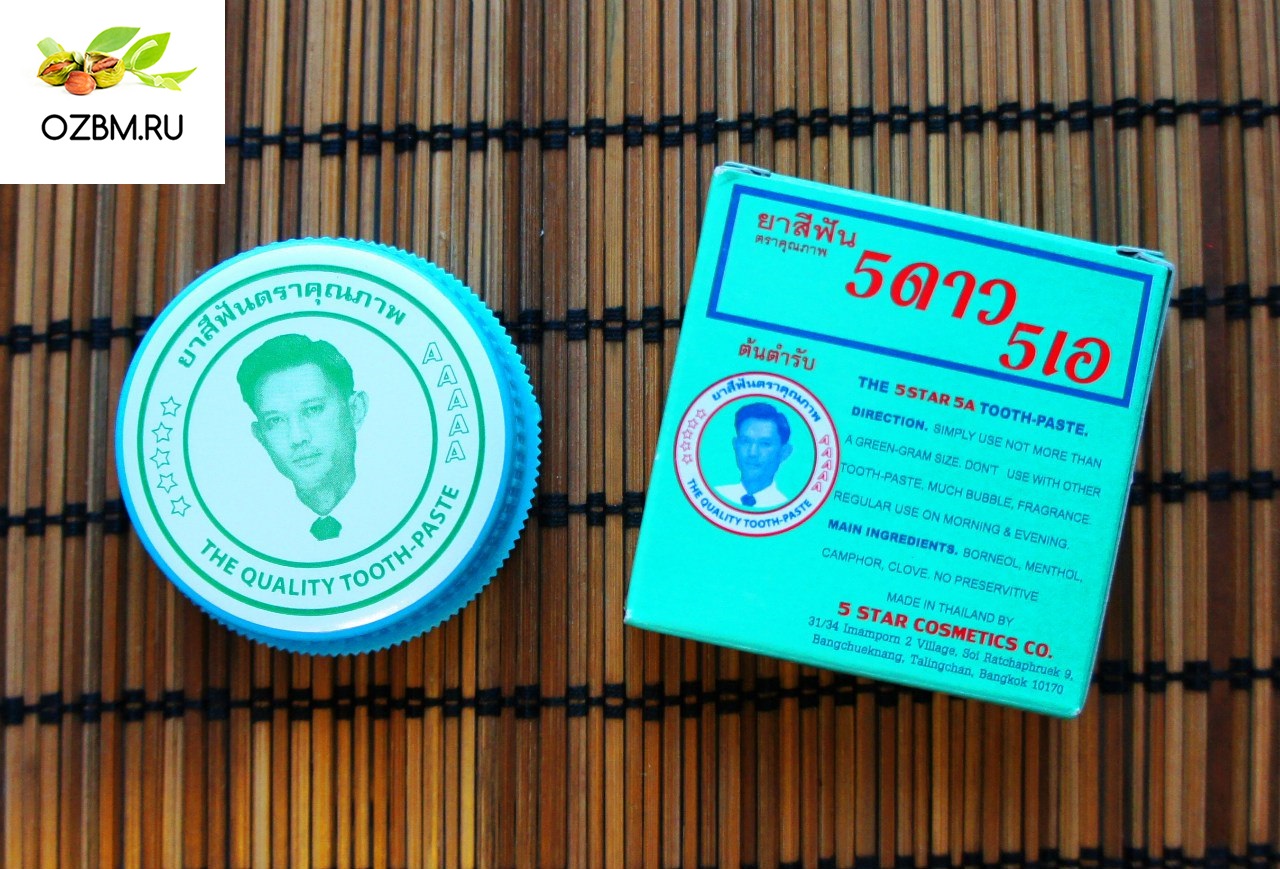 OZBM.RU
ยาสีฟันตราคุณภาพ
AAAAA
THE QUALITY TOOTH-PASTE
ยาสีฟัน
ตราคุณภาพ
5ดาว
5เอ
ต้นตำรับ
ยาสีฟันตราคุณภาพ
AAAAA
THE QUALITY TOOTH-PASTE
THE 5 STAR 5A TOOTH-PASTE.
DIRECTION. SIMPLY USE NOT MORE THAN
A GREEN-GRAM SIZE. DON'T USE WITH OTHER
TOOTH-PASTE, MUCH BUBBLE, FRAGRANCE.
REGULAR USE ON MORNING & EVENING.
MAIN INGREDIENTS. BORNEOL, MENTHOL,
CAMPHOR, CLOVE. NO PRESERVITIVE
MADE IN THAILAND BY
5 STAR COSMETICS CO.
31/34 Imamporn 2 Village, Soi Ratchaphruek 9,
Bangchueknang, Talingchan, Bangkok 10170